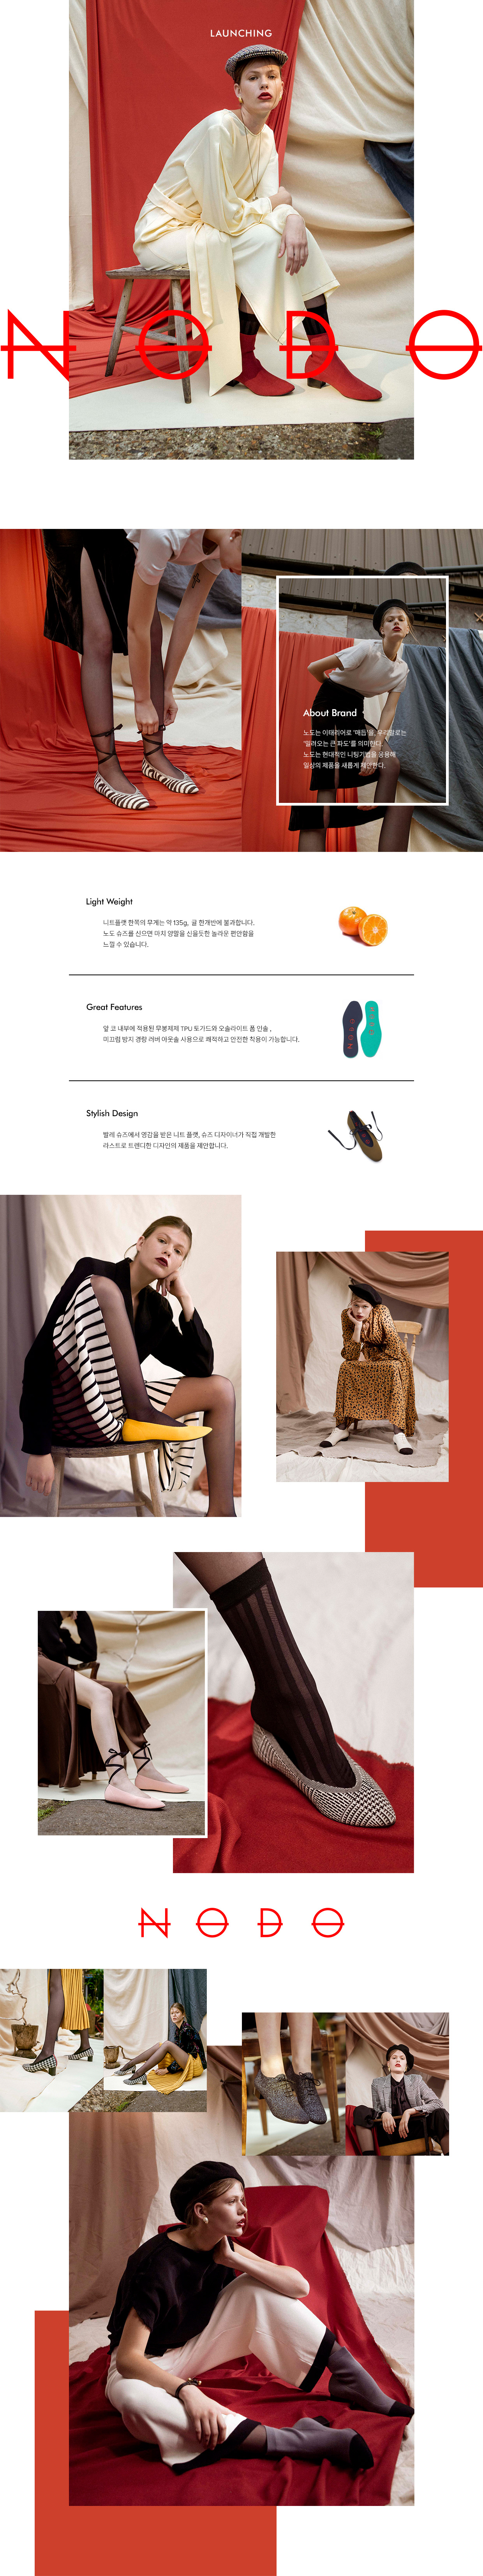 LAUNCHING
NODO
About Brand
노도는 이태리어로 '매듭'을, 우리말로는
'밀려오는 큰 파도'를 의미한다.
노도는 현대적인 니팅기법을 응용해
일상의 제품을 새롭게 제안한다.
Light Weight
니트플랫 한쪽의 무게는 약 135g, 귤 한개반에 불과합니다.
노도 슈즈를 신으면 마치 양말을 신을듯한 놀라운 편안함을
느낄 수 있습니다.
Great Features
앞 코 내부에 적용된 무봉제제 TPU 토가드와 오솔라이트 폼 인솔 ,
미끄럼 방지 경량 러버 아웃솔 사용으로 쾌적하고 안전한 착용이 가능합니다.
Stylish Design
발레 슈즈에서 영감을 받은 니트 플랫, 슈즈 디자이너가 직접 개발한
라스트로 트렌디한 디자인의 제품을 제안합니다.
NODO